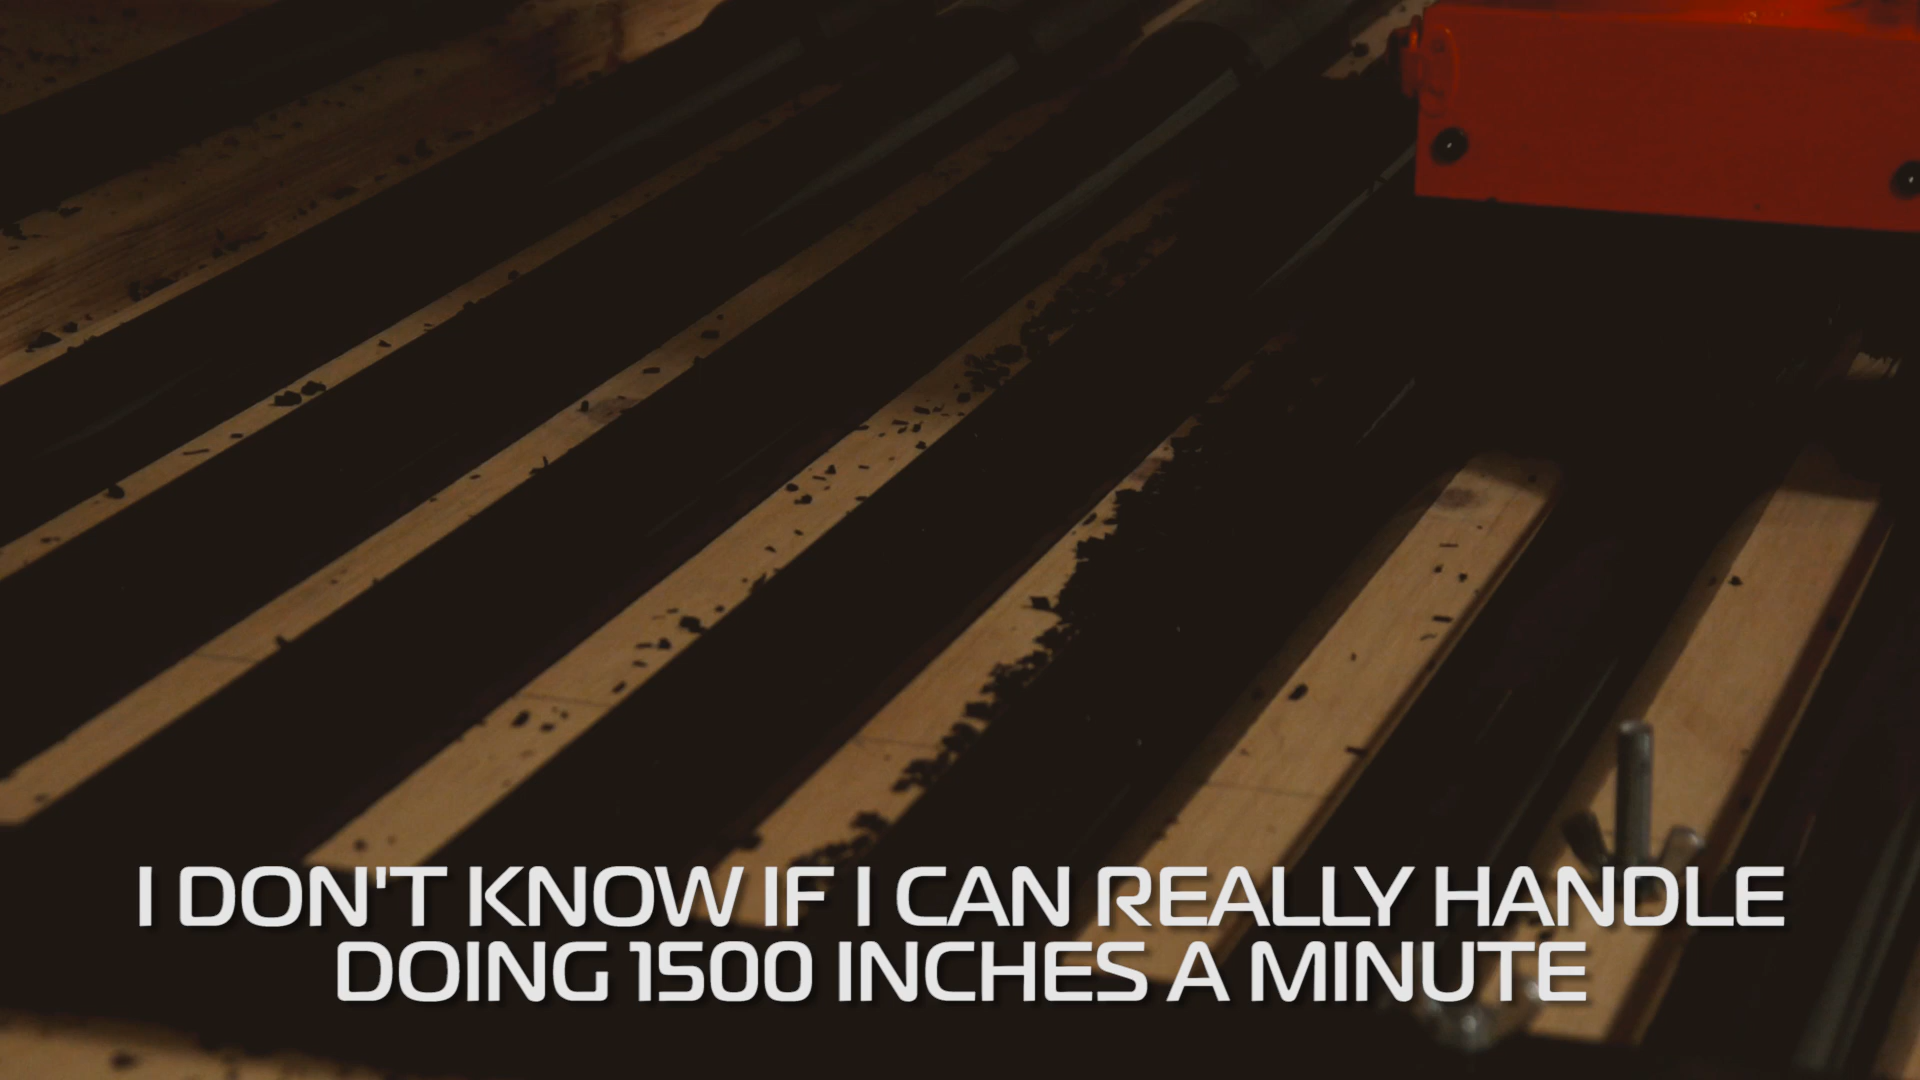 I DON'T KNOW IF I CAN REALLY HANDLE
DOING 1500 INCHES A MINUTE